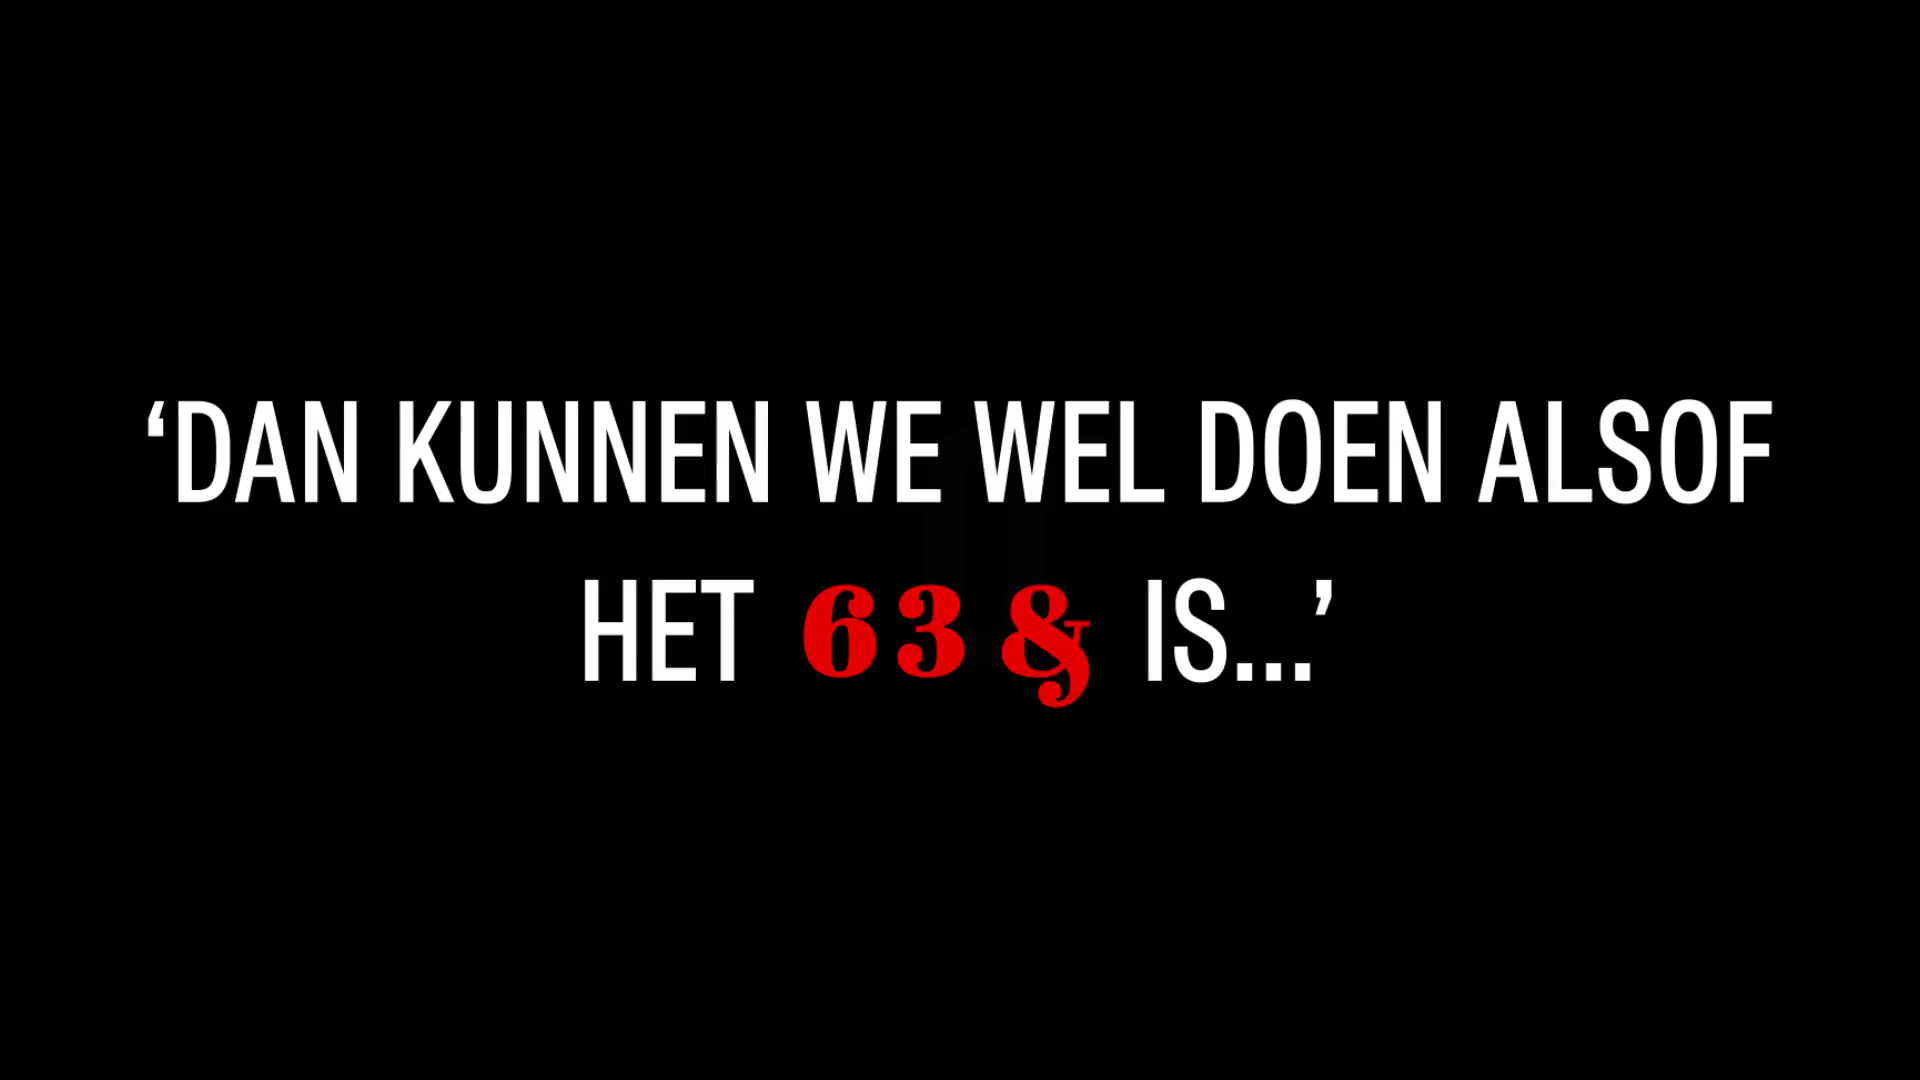 ‘DAN KUNNEN WE WEL DOEN ALSOF
HET 63 & IS...’